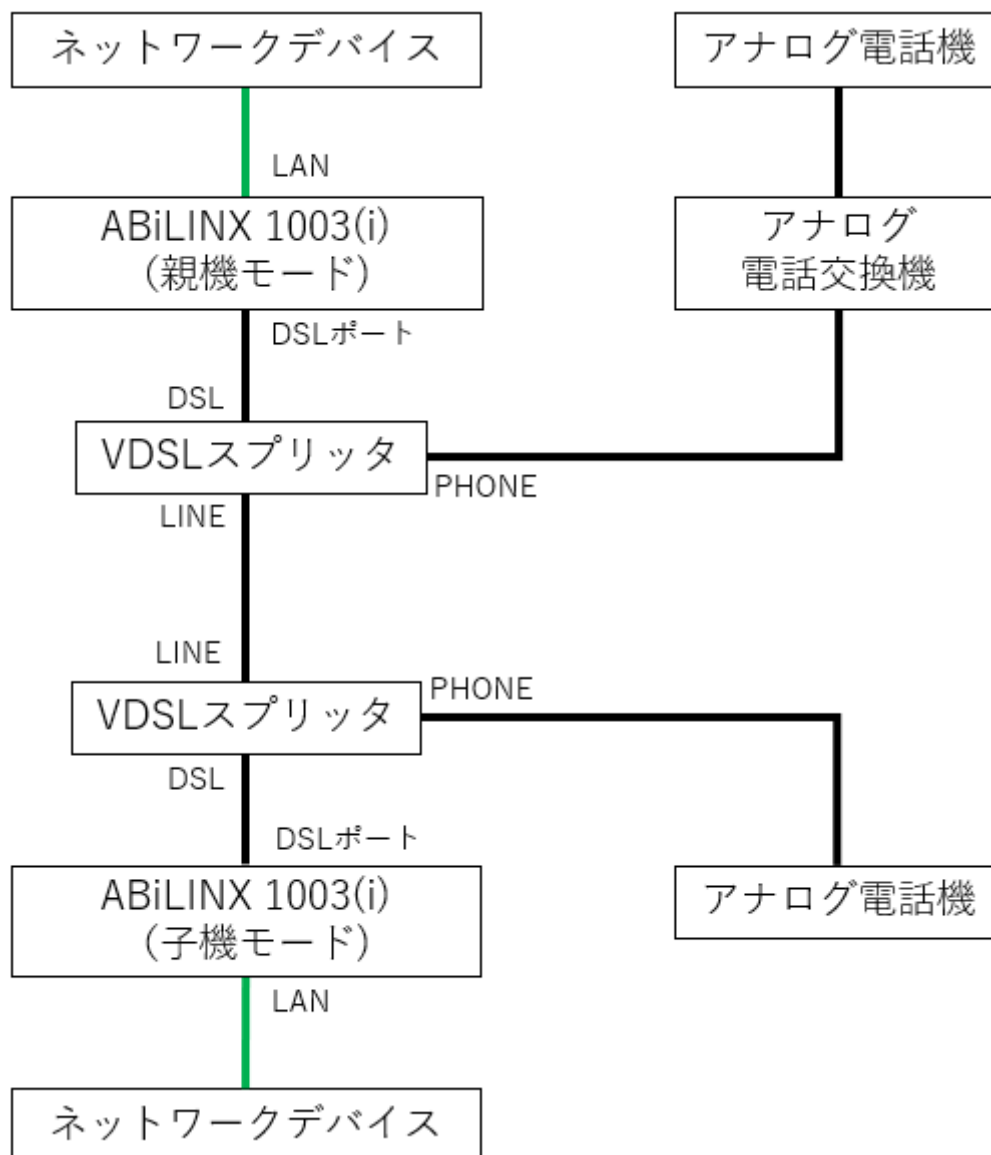 ネットワークデバイス
アナログ電話機
LAN
ABiLINX 1003(i)
(親機モード)
アナログ
電話交換機
DSLポート
DSL
VDSLスプリッタ
PHONE
LINE
LINE
PHONE
VDSLスプリッタ
DSL
DSLポート
ABiLINX 1003(i)
(子機モード)
アナログ電話機
LAN
ネットワークデバイス